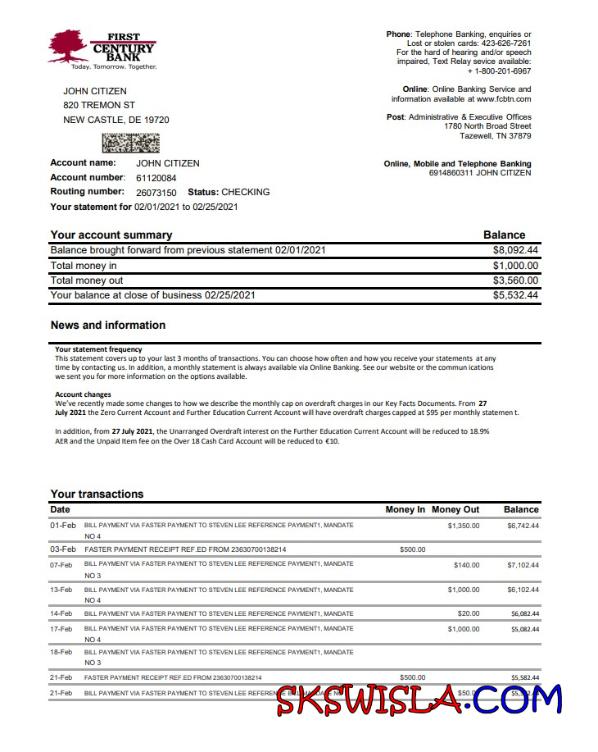 FIRST
CENTURY
BANK
Today. Tomorrow. Together.
Phone: Telephone Banking, enquiries or
Lost or stolen cards: 423-626-7261
For the hard of hearing and/or speech
impaired, Text Relay sevice available:
+ 1-800-201-6967
Online: Online Banking Service and
information available at www.fcbtn.com
Post: Administrative & Executive Offices
1780 North Broad Street
Tazewell, TN 37879
Online, Mobile and Telephone Banking
6914860311 JOHN CITIZEN
JOHN CITIZEN
820 TREMON ST
NEW CASTLE, DE 19720
Account name: JOHN CITIZEN
Account number: 61120084
Routing number: 26073150 Status: CHECKING
Your statement for 02/01/2021 to 02/25/2021
Your account summary Balance
Balance brought forward from previous statement 02/01/2021 $8,092.44
Total money in $1,000.00
Total money out $3,560.00
Your balance at close of business 02/25/2021 $5,532.44
News and information
Your statement frequency
This statement covers up to your last 3 months of transactions. You can choose how often and how you receive your statements at any
time by contacting us. In addition, a monthly statement is always available via Online Banking. See our website or the commun ications
we sent you for more information on the options available.
Account changes
We've recently made some changes to how we describe the monthly cap on overdraft charges in our Key Facts Documents. From 27
July 2021 the Zero Current Account and Further Education Current Account will have overdraft charges capped at $95 per monthly statemen t.
In addition, from 27 July 2021, the Unarranged Overdraft interest on the Further Education Current Account will be reduced to 18.9%
AER and the Unpaid Item fee on the Over 18 Cash Card Account will be reduced to €10.
Your transactions
Date Money In Money Out Balance
01-Feb BILL PAYMENT VIA FASTER PAYMENT TO STEVEN LEE REFERENCE PAYMENT1, MANDATE $1,350.00 $6,742.44
NO 4
03-Feb FASTER PAYMENT RECEIPT REF.ED FROM 23630700138214 $500.00
07-Feb BILL PAYMENT VIA FASTER PAYMENT TO STEVEN LEE REFERENCE PAYMENT1, MANDATE $140.00 $7,102.44
NO 3
13-Feb BILL PAYMENT VIA FASTER PAYMENT TO STEVEN LEE REFERENCE PAYMENT1, MANDATE $1,000.00 $6,102.44
NO 4
14-Feb BILL PAYMENT VIA FASTER PAYMENT TO STEVEN LEE REFERENCE PAYMENT1, MANDATE $20.00 $6,082.44
17-Feb BILL PAYMENT VIA FASTER PAYMENT TO STEVEN LEE REFERENCE PAYMENT1, MANDATE $1,000.00 $5,082.44
NO 4
18-Feb BILL PAYMENT VIA FASTER PAYMENT TO STEVEN LEE REFERENCE PAYMENT1, MANDATE
NO 3
21-Feb FASTER PAYMENT RECEIPT REF.ED FROM 23630700138214 $500.00 $5,582.44
21-Feb BILL PAYMENT VIA FASTER PAYMENT TO STEVEN LEE
SKSWISLA.COM